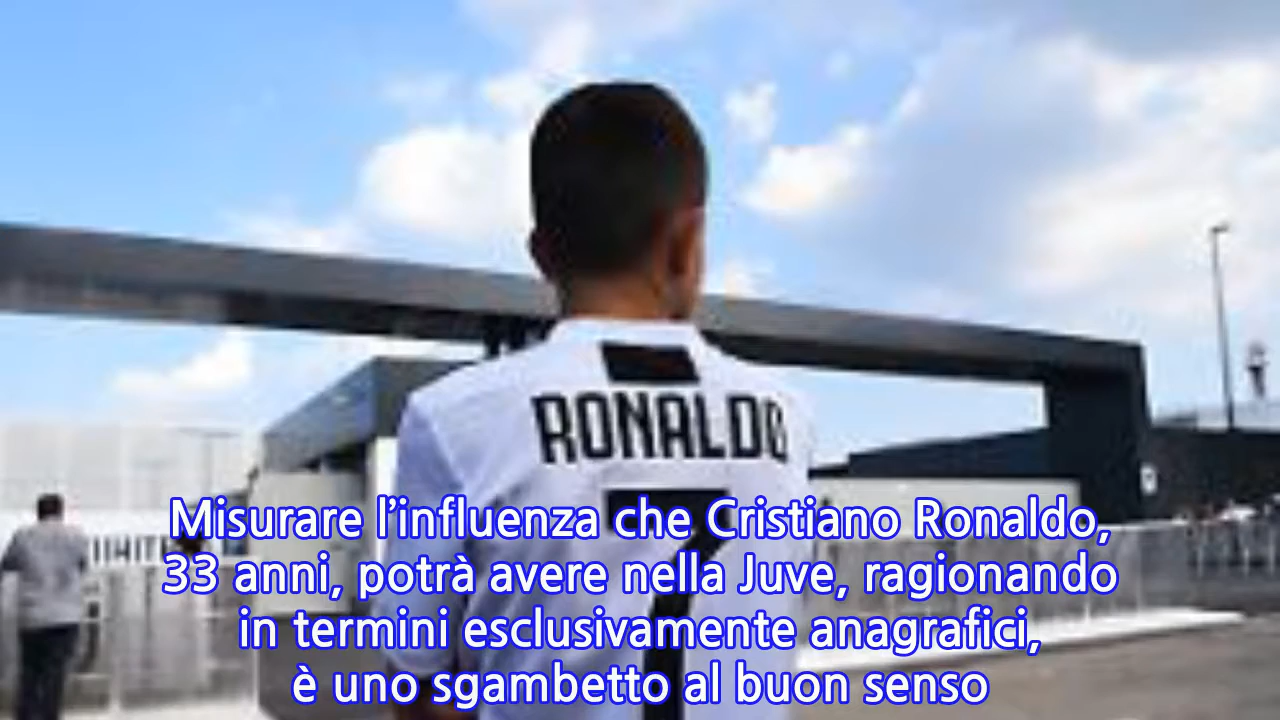 RONALDO
7
Misurare l'influenza che Cristiano Ronaldo,
33 anni, potrà avere nella Juve, ragionando
in termini esclusivamente anagrafici,
è uno sgambetto al buon senso